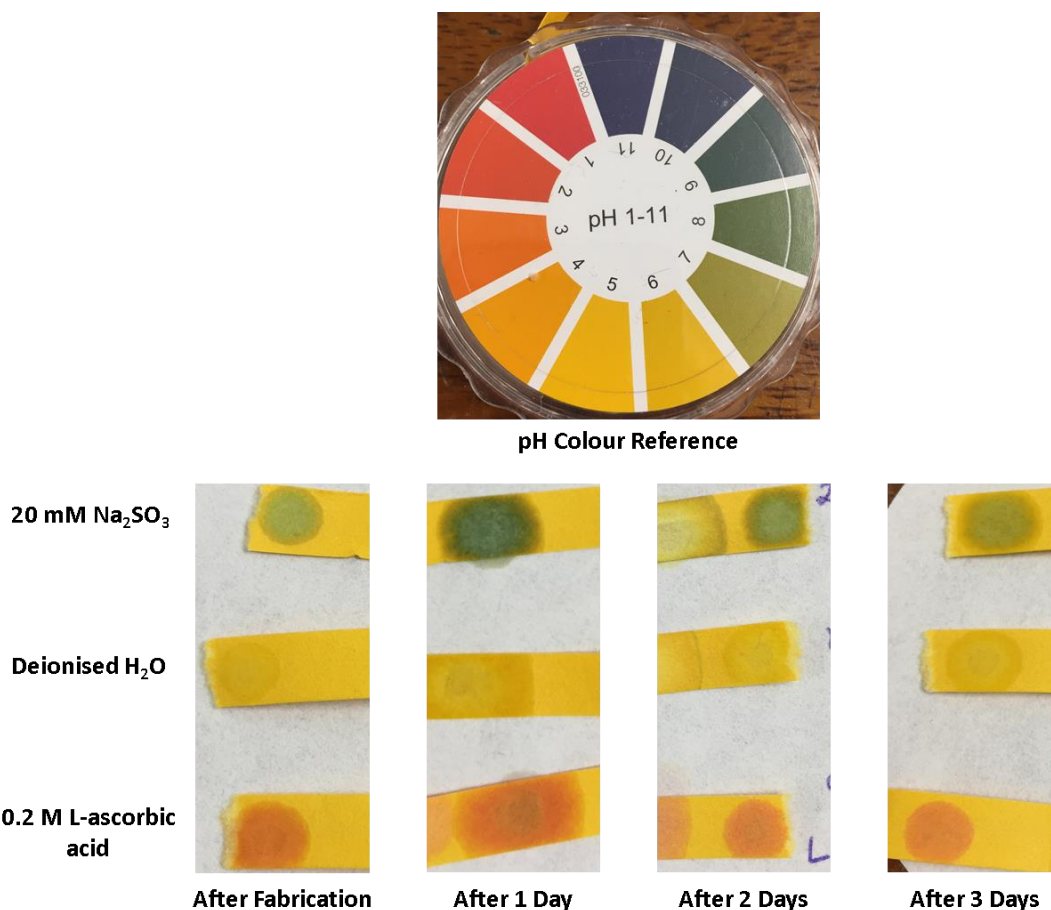 033100
11
10
9
8
7
6
5
4
3
2
1
pH 1-11
pH Colour Reference
20 mM Na₂SO₃
Deionised H₂O
0.2 M L-ascorbic
acid
L
After Fabrication
After 1 Day
After 2 Days
After 3 Days